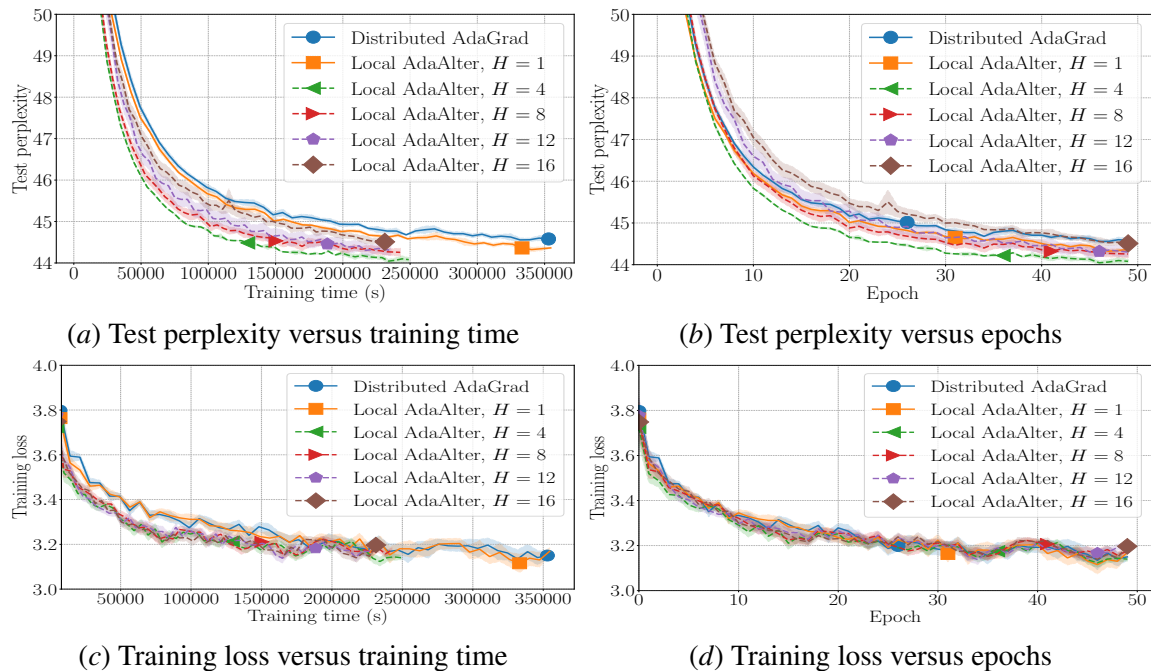 50
49
48
47
46
45
44
Test perplexity
0 50000 100000 150000 200000 250000 300000 350000
Training time (s)
Distributed AdaGrad
Local AdaAlter, H = 1
Local AdaAlter, H = 4
Local AdaAlter, H = 8
Local AdaAlter, H = 12
Local AdaAlter, H = 16
(a) Test perplexity versus training time
50
49
48
47
46
45
44
Test perplexity
0 10 20 30 40 50
Epoch
Distributed AdaGrad
Local AdaAlter, H = 1
Local AdaAlter, H = 4
Local AdaAlter, H = 8
Local AdaAlter, H = 12
Local AdaAlter, H = 16
(b) Test perplexity versus epochs
4.0
3.8
3.6
3.4
3.2
3.0
Training loss
50000 100000 150000 200000 250000 300000 350000
Training time (s)
Distributed AdaGrad
Local AdaAlter, H = 1
Local AdaAlter, H = 4
Local AdaAlter, H = 8
Local AdaAlter, H = 12
Local AdaAlter, H = 16
(c) Training loss versus training time
4.0
3.8
3.6
3.4
3.2
3.0
Training loss
0 10 20 30 40 50
Epoch
Distributed AdaGrad
Local AdaAlter, H = 1
Local AdaAlter, H = 4
Local AdaAlter, H = 8
Local AdaAlter, H = 12
Local AdaAlter, H = 16
(d) Training loss versus epochs